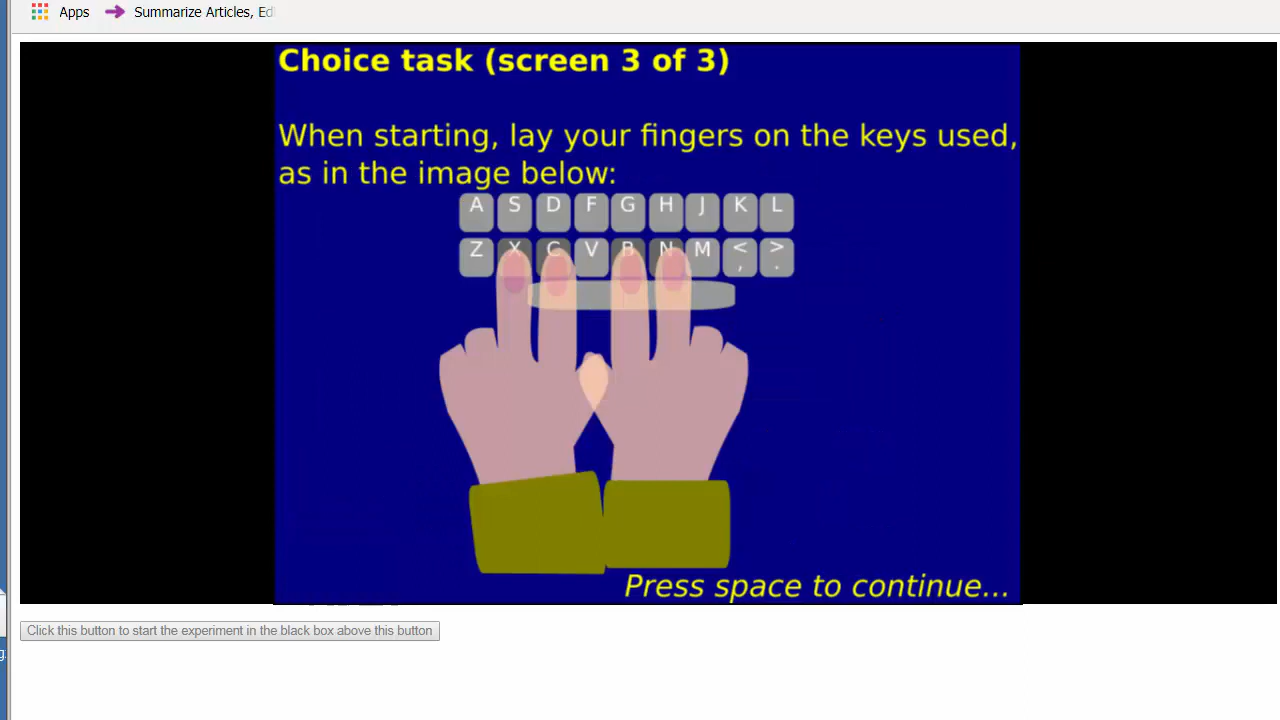 Apps Summarize Articles, Ed
Choice task (screen 3 of 3)
When starting, lay your fingers on the keys used,
as in the image below:
A S D F G H J K L
Z X C V B N M < , > .
Press space to continue...
Click this button to start the experiment in the black box above this button